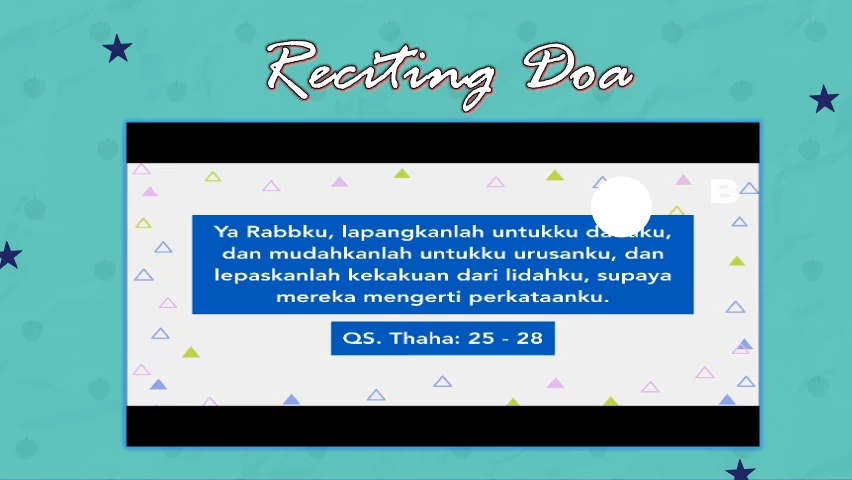 Reciting Doa
B
Ya Rabbku, lapangkanlah untukku
dan mudahkanlah untukku urusanku, dan
lepaskanlah kekakuan dari lidahku, supaya
mereka mengerti perkataanku.
QS. Thaha: 25 - 28